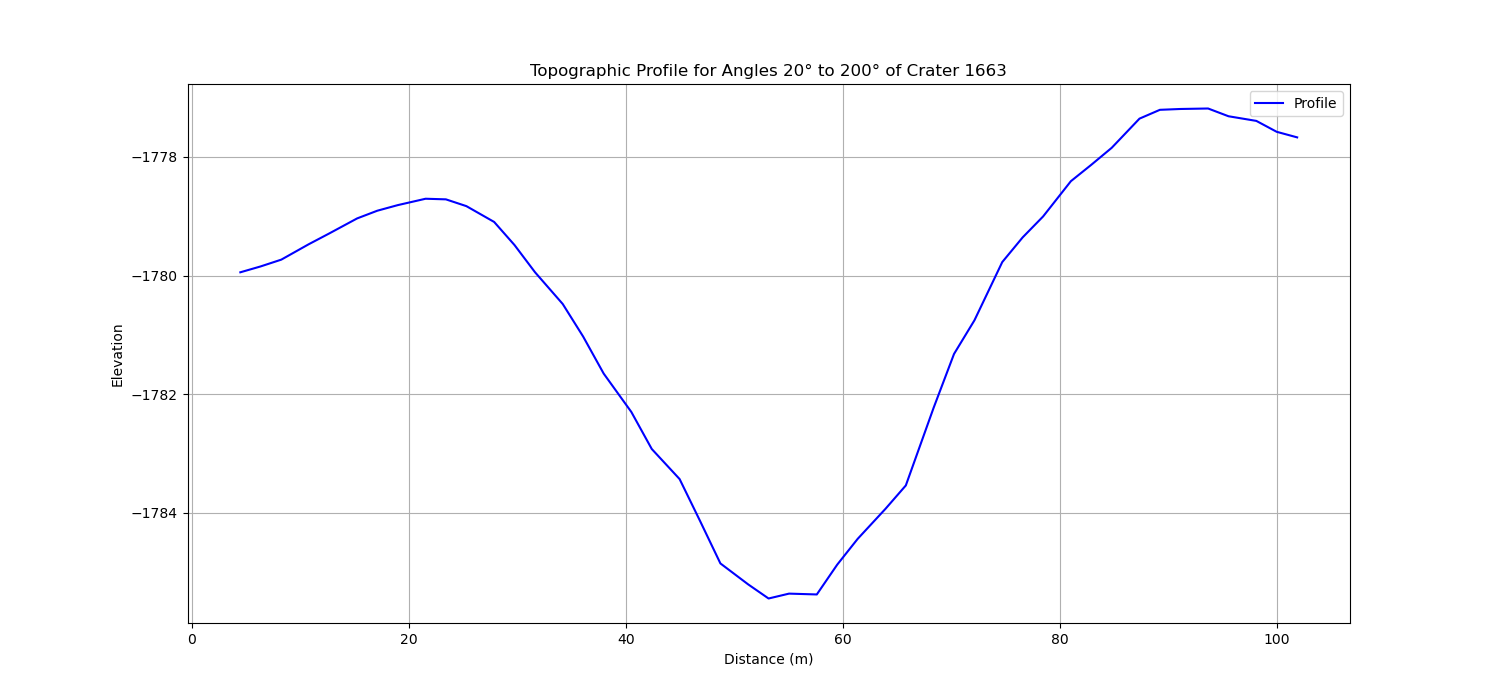 Topographic Profile for Angles 20° to 200° of Crater 1663
Profile
−1778
−1780
−1782
−1784
Elevation
0 20 40 60 80 100
Distance (m)